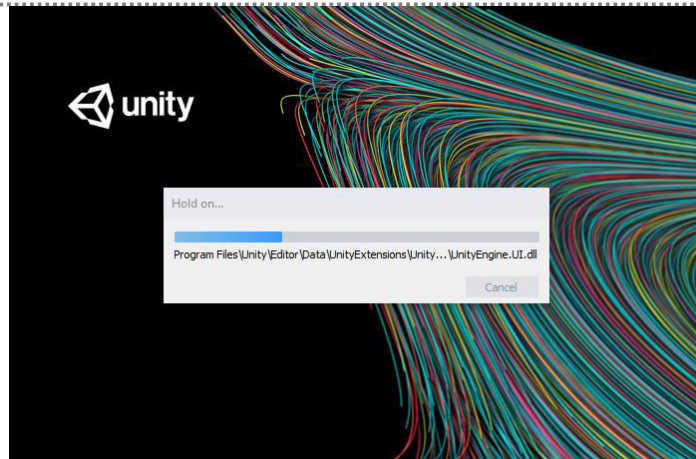 unity
Hold on...
Program Files\Unity\Editor\Data\UnityExtensions\Unity...\UnityEngine.UI.dll
Cancel